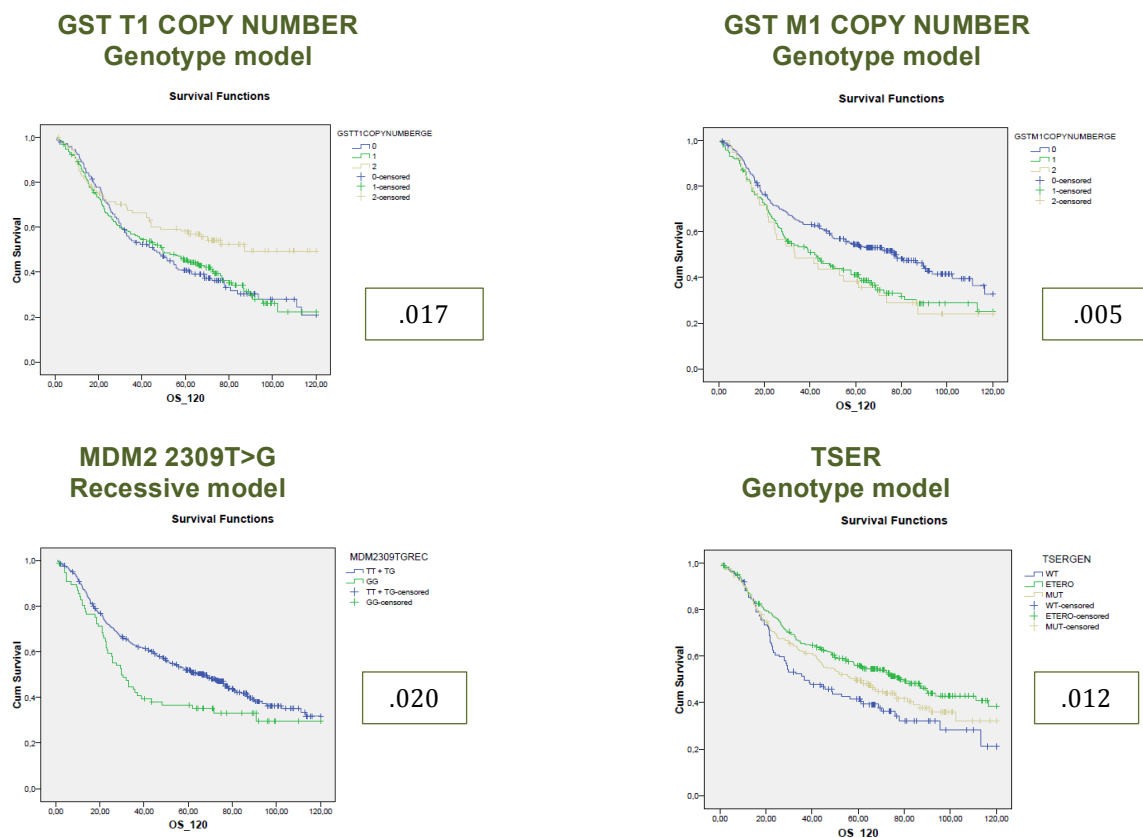 GST T1 COPY NUMBER
Genotype model
Survival Functions
GSTT1COPYNUMBERGE
0
1
2
0-censored
1-censored
2-censored
1,0
0,8
0,6
0,4
0,2
0,0
Cum Survival
0,00 20,00 40,00 60,00 80,00 100,00 120,00
OS_120
.017
GST M1 COPY NUMBER
Genotype model
Survival Functions
GSTM1COPYNUMBERGE
0
1
2
0-censored
1-censored
2-censored
1,0
0,8
0,6
0,4
0,2
0,0
Cum Survival
0,00 20,00 40,00 60,00 80,00 100,00 120,00
OS_120
.005
MDM2 2309T>G
Recessive model
Survival Functions
MDM2309TGREC
TT + TG
GG
TT + TG-censored
GG-censored
1,0
0,8
0,6
0,4
0,2
0,0
Cum Survival
0,00 20,00 40,00 60,00 80,00 100,00 120,00
OS_120
.020
TSER
Genotype model
Survival Functions
TSERGEN
WT
ETERO
MUT
WT-censored
ETERO-censored
MUT-censored
1,0
0,8
0,6
0,4
0,2
0,0
Cum Survival
0,00 20,00 40,00 60,00 80,00 100,00 120,00
OS_120
.012